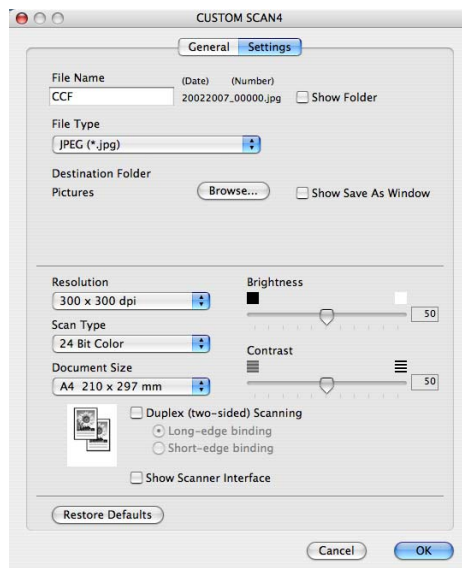 CUSTOM SCAN4
General Settings
File Name (Date) (Number)
CCF 20022007_00000.jpg Show Folder
File Type
JPEG (*.jpg)
Destination Folder
Pictures Browse... Show Save As Window
Resolution Brightness
300 x 300 dpi
50
Scan Type
24 Bit Color
Contrast
Document Size
A4 210 x 297 mm 50
Duplex (two-sided) Scanning
Long-edge binding
Short-edge binding
Show Scanner Interface
Restore Defaults
Cancel OK